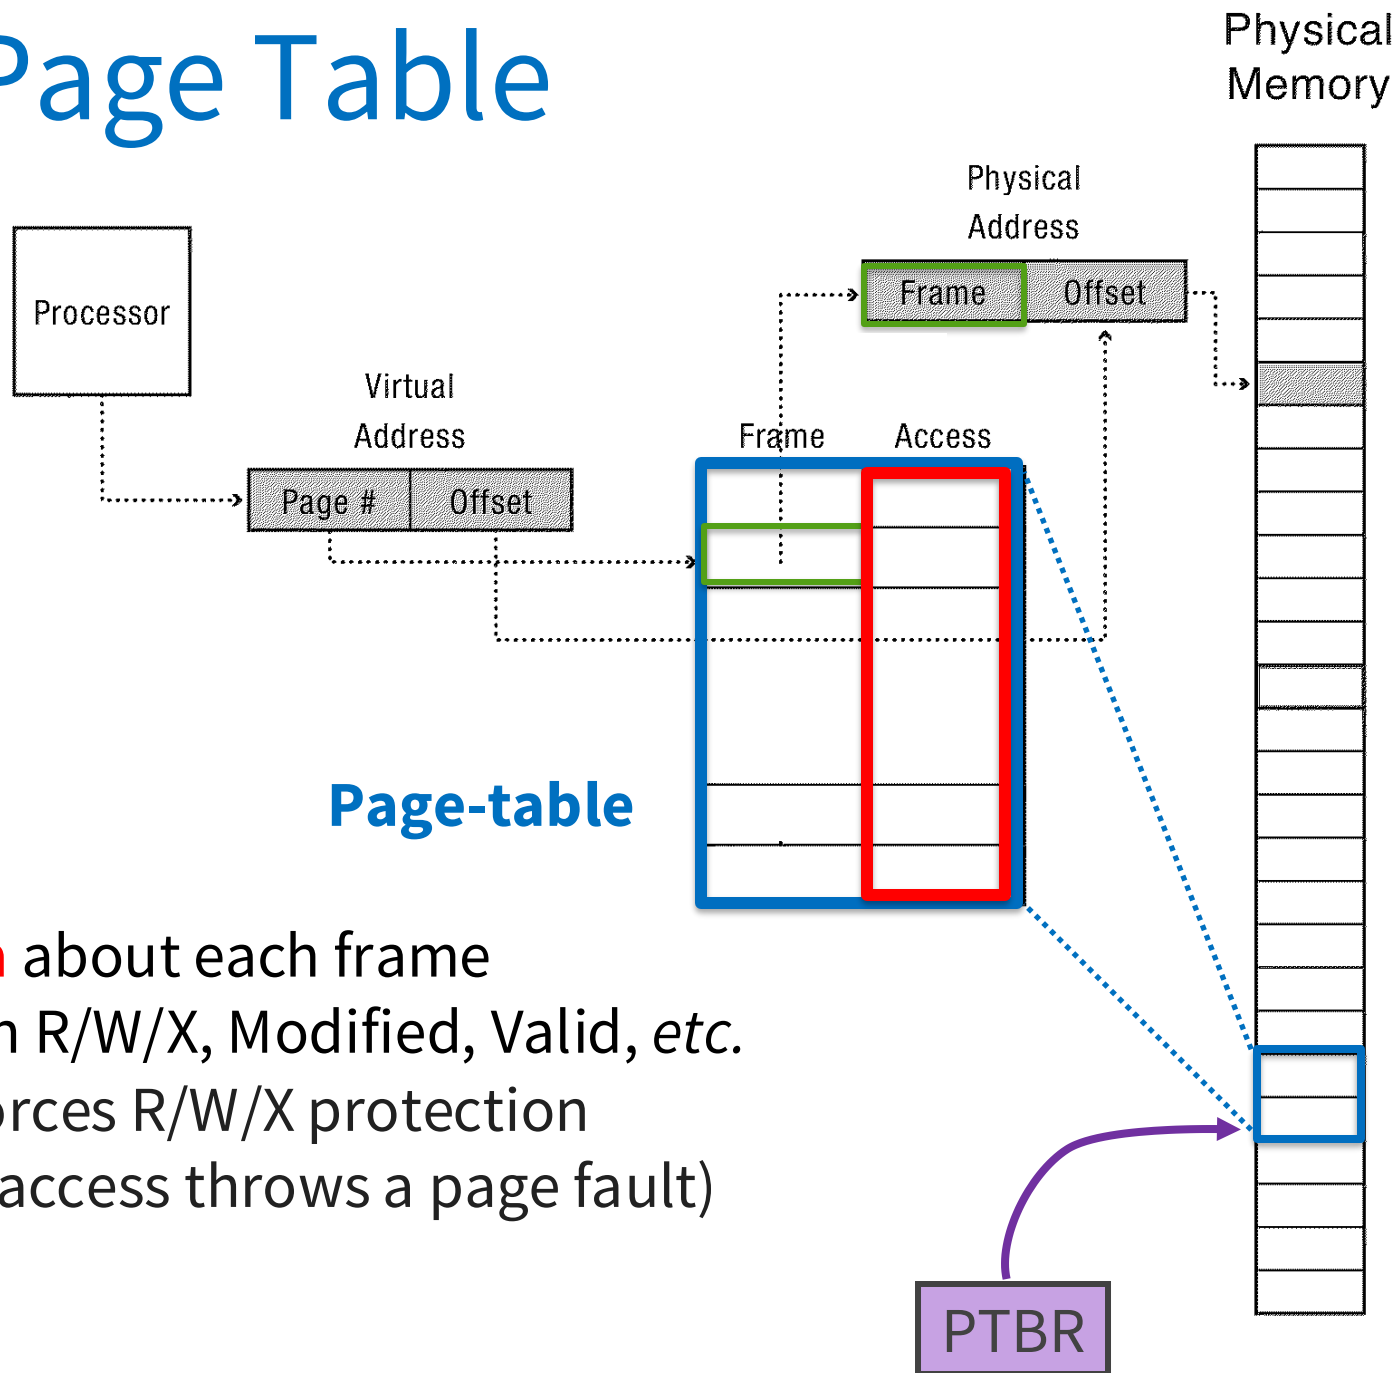 Page Table
Physical
Memory
Physical
Address
Frame Offset
Processor
Virtual
Address
Page # Offset
Frame Access
Page-table
about each frame
R/W/X, Modified, Valid, etc.
R/W/X protection
access throws a page fault)
PTBR